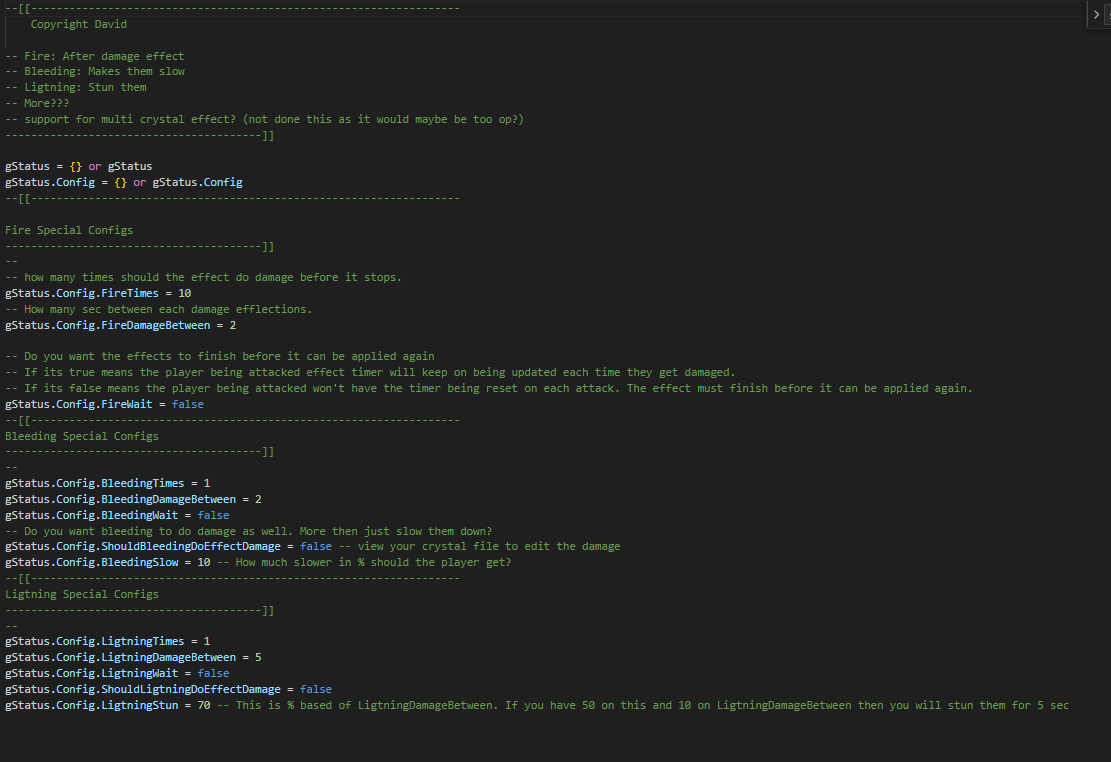 --[[-------------------------------------------------------------------
Copyright David
-- Fire: After damage effect
-- Bleeding: Makes them slow
-- Ligtning: Stun them
-- More???
-- support for multi crystal effect? (not done this as it would maybe be too op?)
----------------------------------------]]
gStatus = {} or gStatus
gStatus.Config = {} or gStatus.Config
--[[-------------------------------------------------------------------
Fire Special Configs
----------------------------------------]]
--
-- how many times should the effect do damage before it stops.
gStatus.Config.FireTimes = 10
-- How many sec between each damage efflections.
gStatus.Config.FireDamageBetween = 2
-- Do you want the effects to finish before it can be applied again
-- If its true means the player being attacked effect timer will keep on being updated each time they get damaged.
-- If its false means the player being attacked won't have the timer being reset on each attack. The effect must finish before it can be applied again.
gStatus.Config.FireWait = false
--[[-------------------------------------------------------------------
Bleeding Special Configs
----------------------------------------]]
--
gStatus.Config.BleedingTimes = 1
gStatus.Config.BleedingDamageBetween = 2
gStatus.Config.BleedingWait = false
-- Do you want bleeding to do damage as well. More then just slow them down?
gStatus.Config.ShouldBleedingDoEffectDamage = false -- view your crystal file to edit the damage
gStatus.Config.BleedingSlow = 10 -- How much slower in % should the player get?
--[[-------------------------------------------------------------------
Ligtning Special Configs
----------------------------------------]]
--
gStatus.Config.LigtningTimes = 1
gStatus.Config.LigtningDamageBetween = 5
gStatus.Config.LigtningWait = false
gStatus.Config.ShouldLigtningDoEffectDamage = false
gStatus.Config.LigtningStun = 70 -- This is % based of LigtningDamageBetween. If you have 50 on this and 10 on LigtningDamageBetween then you will stun them for 5 sec